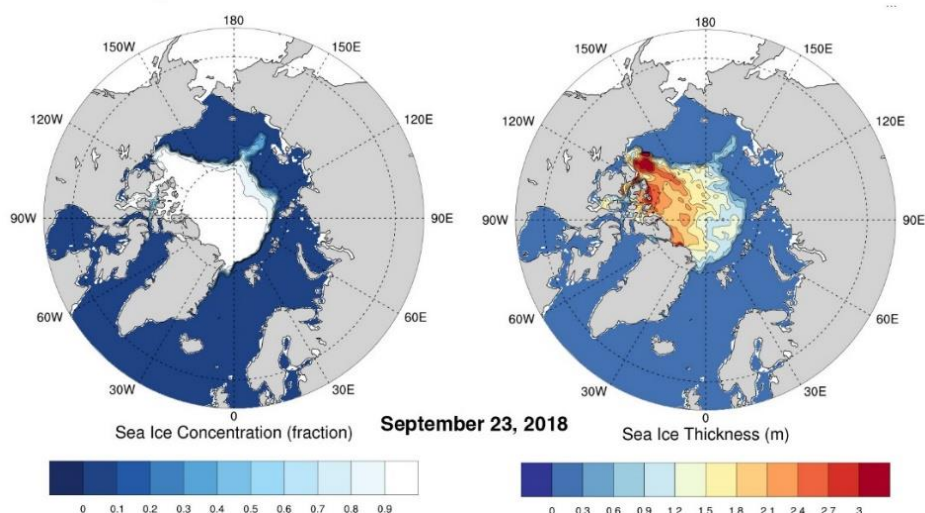 ...
180
150W
150E
120W
120E
90W
90E
60W
60E
30W
30E
0
Sea Ice Concentration (fraction)
0 0.1 0.2 0.3 0.4 0.5 0.6 0.7 0.8 0.9
September 23, 2018
180
150W
150E
120W
120E
90W
90E
60W
60E
30W
30E
0
Sea Ice Thickness (m)
0 0.3 0.6 0.9 1.2 1.5 1.8 2.1 2.4 2.7 3